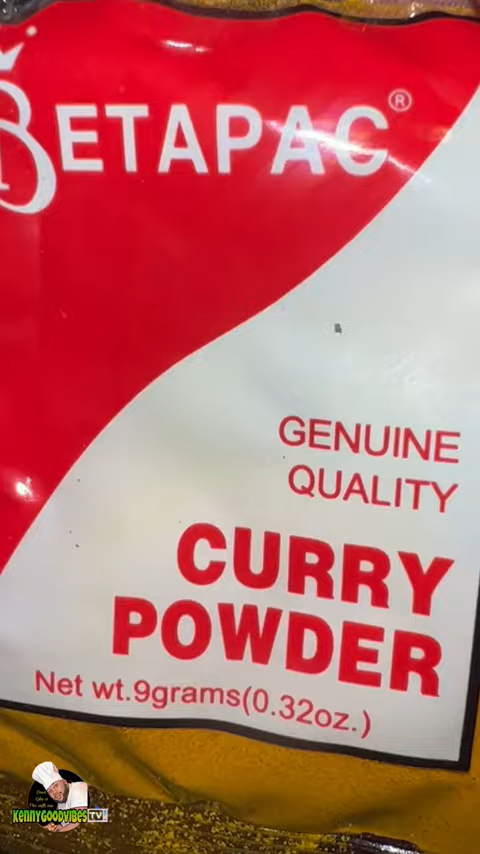 BETAPAC®
GENUINE
QUALITY
CURRY
POWDER
Net wt.9grams(0.32oz.)
KENNYGOODVIBES TV